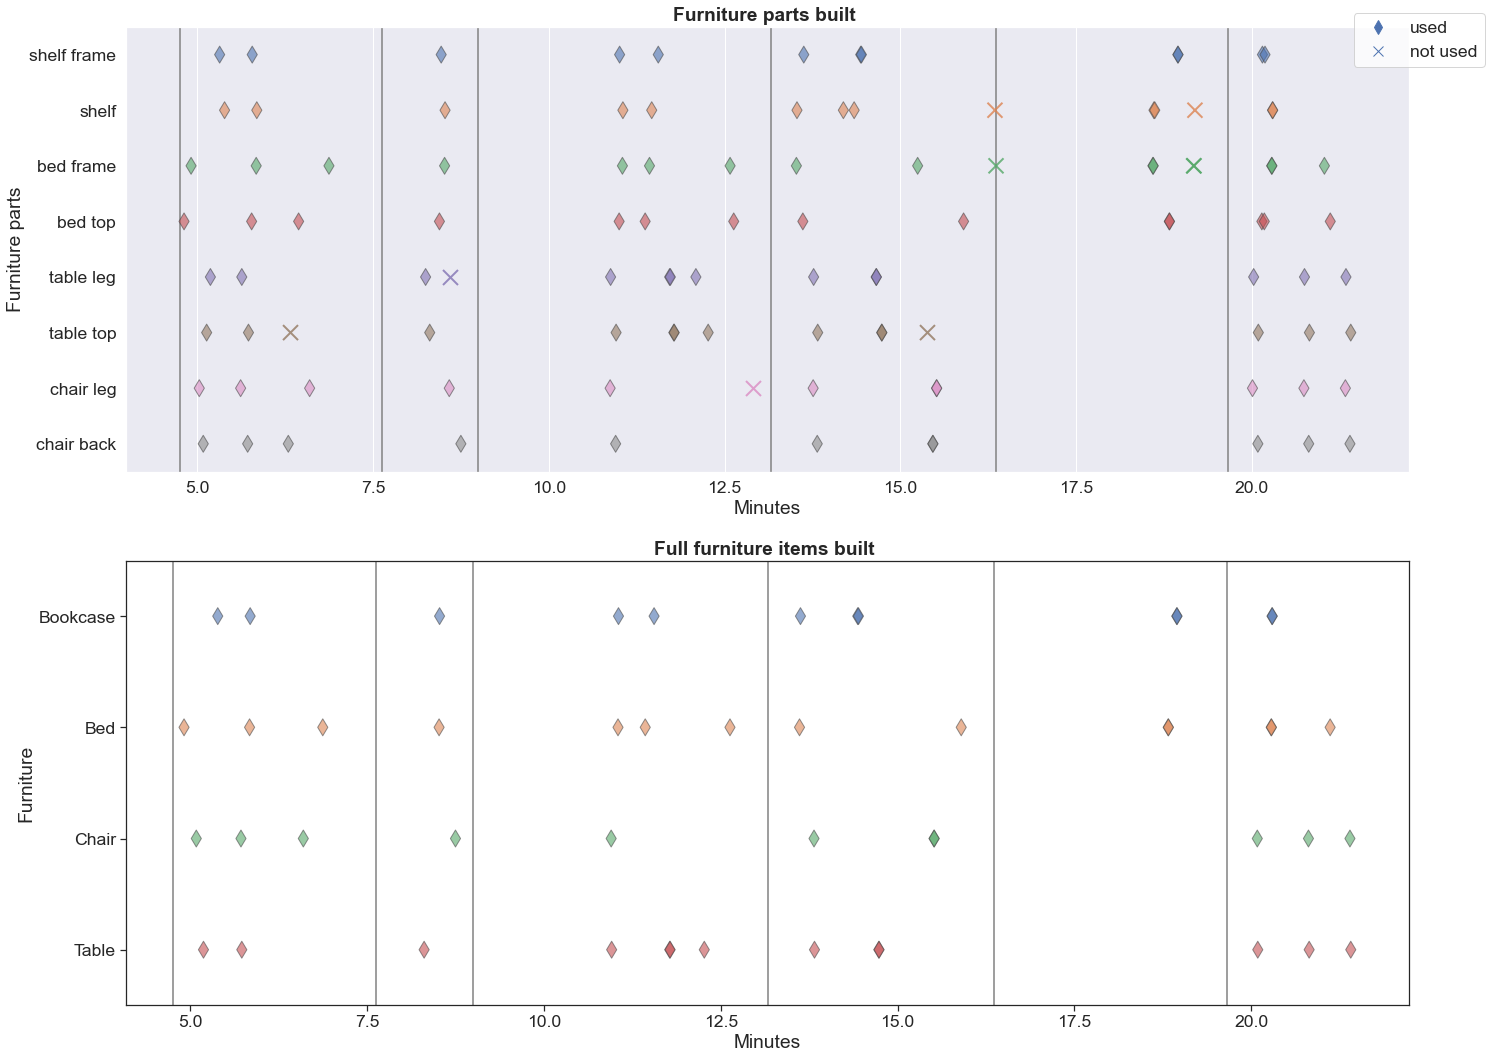 Furniture parts built
used
not used
shelf frame
shelf
bed frame
bed top
table leg
table top
chair leg
chair back
Furniture parts
5.0 7.5 10.0 12.5 15.0 17.5 20.0
Minutes
Full furniture items built
Bookcase
Bed
Chair
Table
Furniture
5.0 7.5 10.0 12.5 15.0 17.5 20.0
Minutes